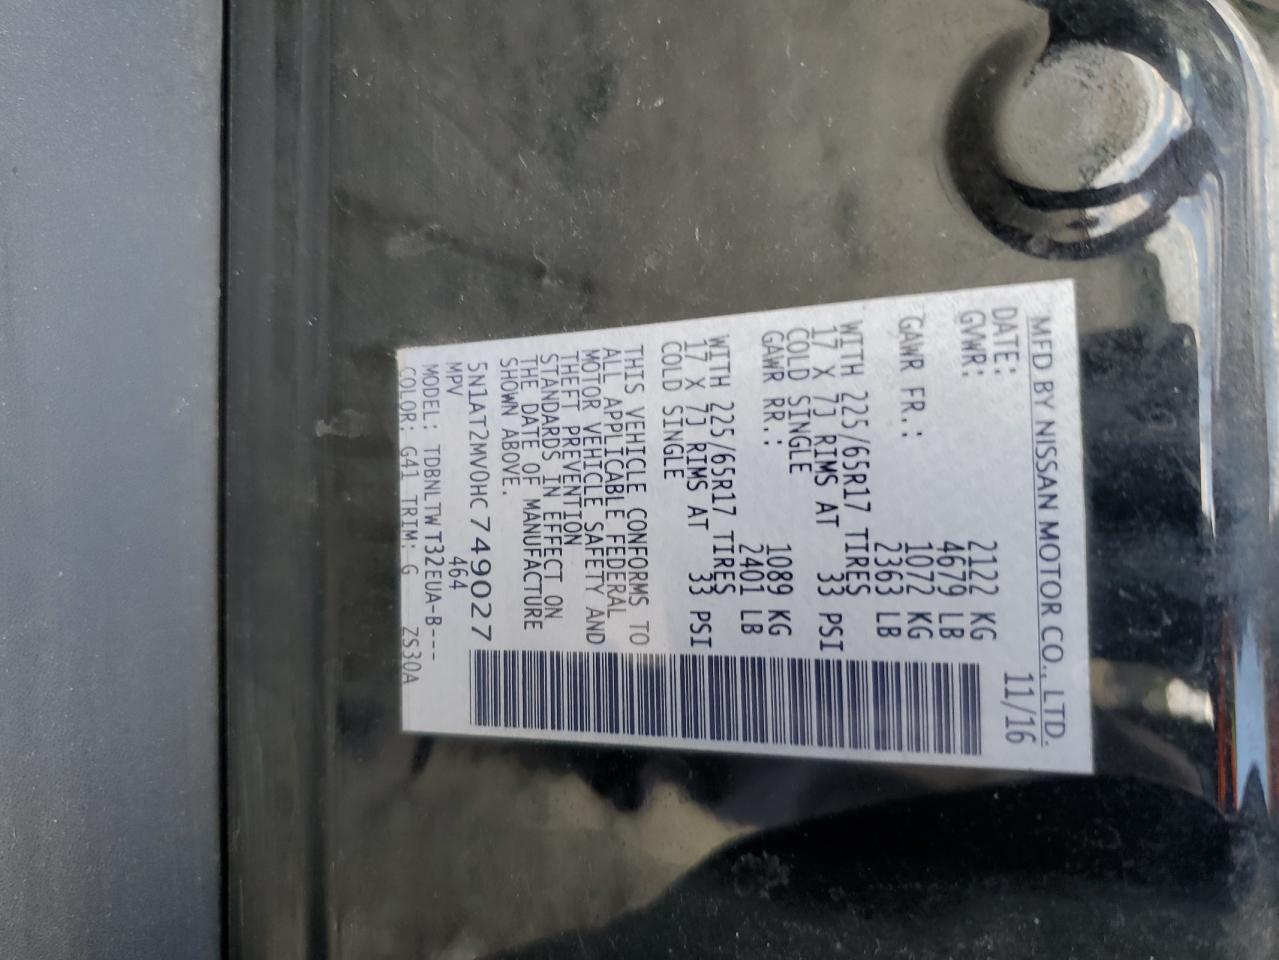 MFD BY NISSAN MOTOR CO., LTD.
DATE: 11/16
GVWR: 2122 KG
4679 LB
GAWR FR.: 1072 KG
2363 LB
WITH 225/65R17 TIRES
17 X 7J RIMS AT 33 PSI
COLD SINGLE
GAWR RR.: 1089 KG
2401 LB
WITH 225/65R17 TIRES
17 X 7J RIMS AT 33 PSI
COLD SINGLE
THIS VEHICLE CONFORMS TO
ALL APPLICABLE FEDERAL
MOTOR VEHICLE SAFETY AND
THEFT PREVENTION
STANDARDS IN EFFECT ON
THE DATE OF MANUFACTURE
SHOWN ABOVE.
5N1AT2MV0HC749027
MPV 464
MODEL: TDBNLTWT32EUA-B---
COLOR: G41 TRIM: G ZS30A